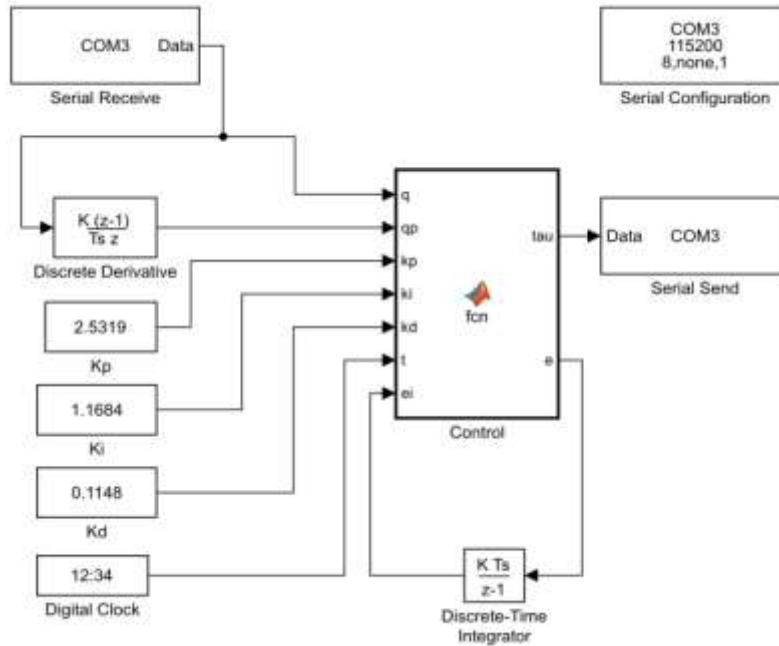 COM3 Data
Serial Receive
COM3
115200
8,none,1
Serial Configuration
K (z-1)
Ts z
Discrete Derivative
2.5319
Kp
1.1684
Ki
0.1148
Kd
12:34
Digital Clock
q
qp
kp
ki
kd
t
ei
fcn
tau
e
Control
Data COM3
Serial Send
K Ts
z-1
Discrete-Time
Integrator